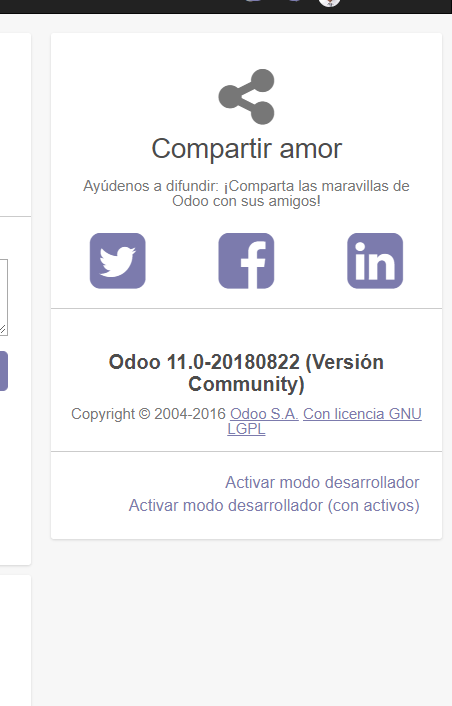 Compartir amor
Ayúdenos a difundir: ¡Comparta las maravillas de
Odoo con sus amigos!
Odoo 11.0-20180822 (Versión
Community)
Copyright © 2004-2016 Odoo S.A. Con licencia GNU
LGPL
Activar modo desarrollador
Activar modo desarrollador (con activos)